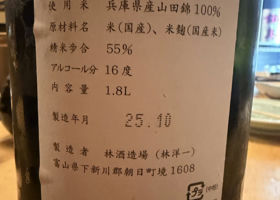 使用米 兵庫県産山田錦100%
原材料名 米(国産)、米麹(国産米)
精米歩合 55%
アルコール分 16度
内容量 1.8L
製造年月 25.10
製造者 林酒造場(林洋一)
富山県下新川郡朝日町境1608